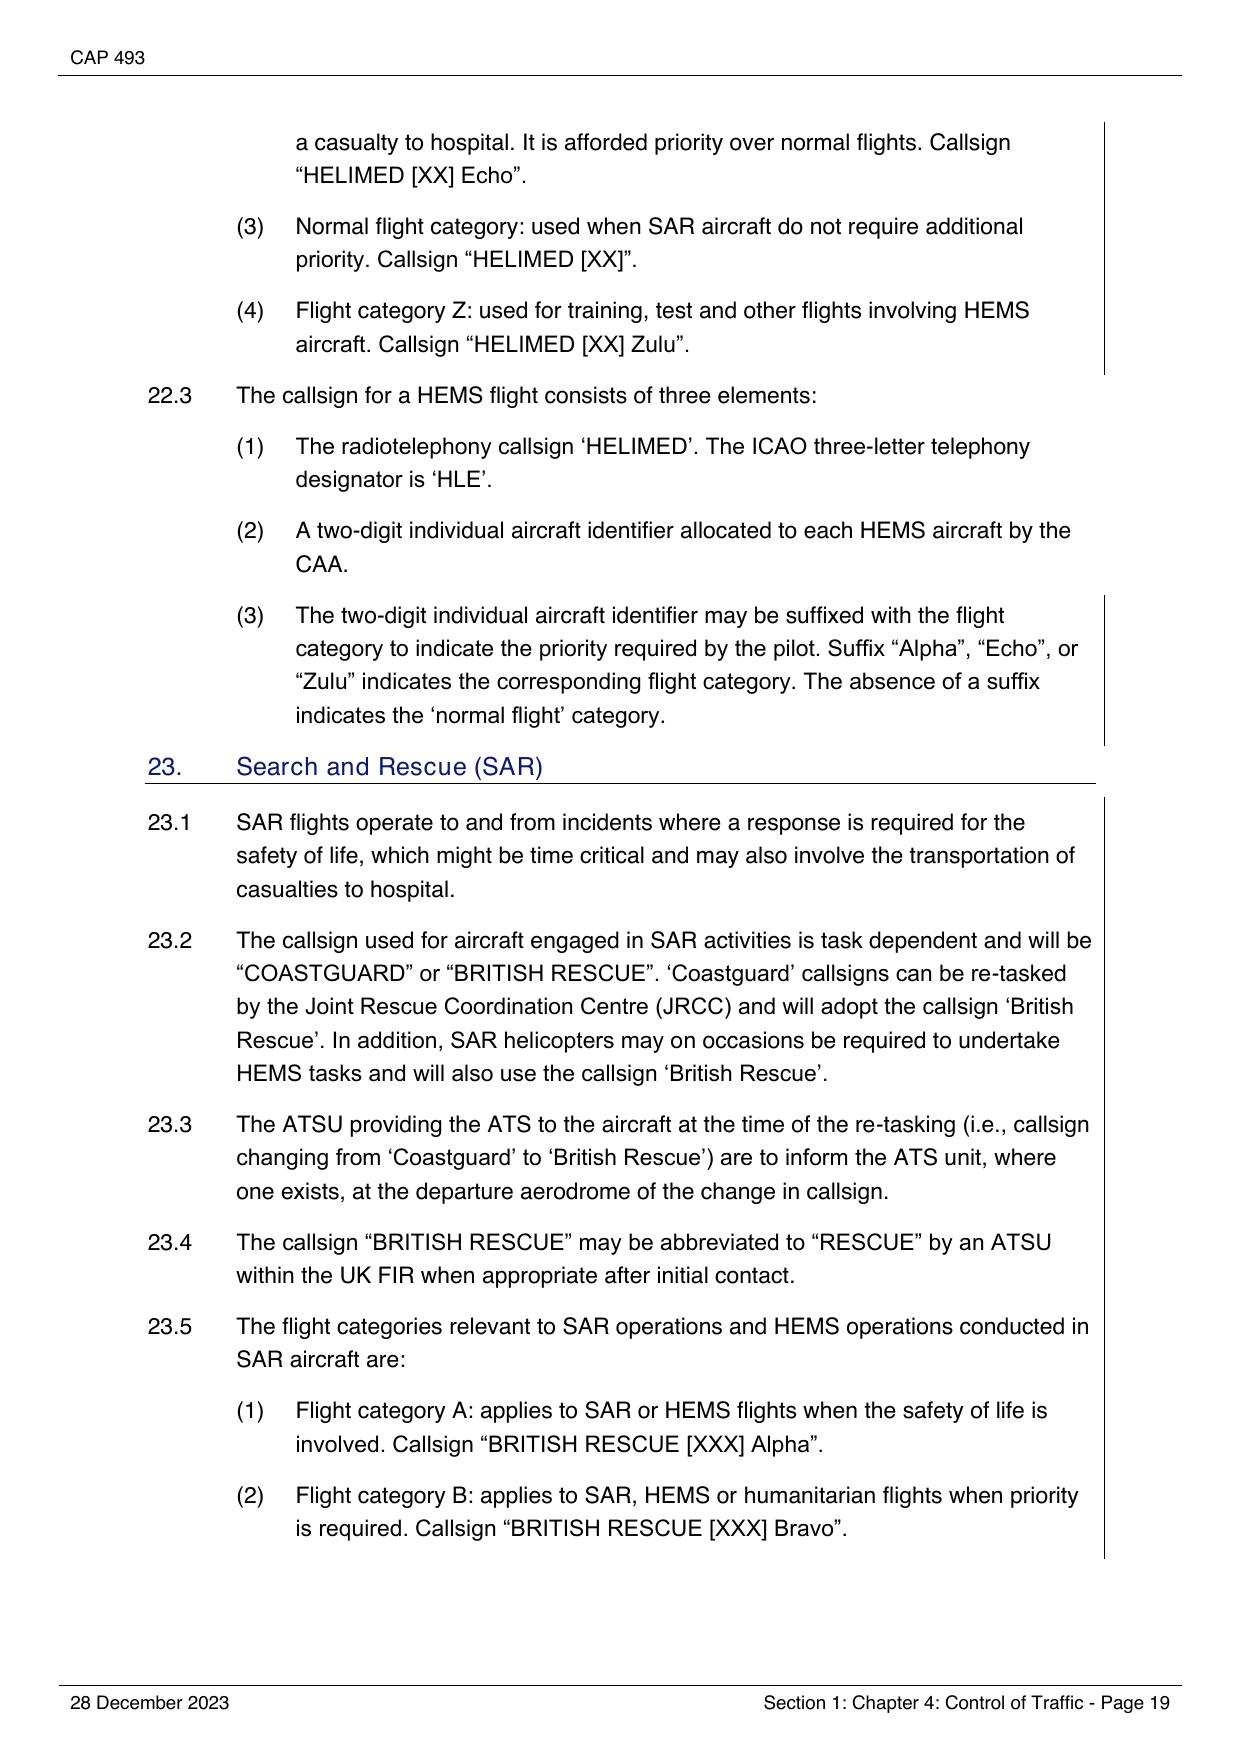 CAP 493
a casualty to hospital. It is afforded priority over normal flights. Callsign
“HELIMED [XX] Echo”.
(3) Normal flight category: used when SAR aircraft do not require additional
priority. Callsign “HELIMED [XX]”.
(4) Flight category Z: used for training, test and other flights involving HEMS
aircraft. Callsign “HELIMED [XX] Zulu”.
22.3 The callsign for a HEMS flight consists of three elements:
(1) The radiotelephony callsign ‘HELIMED’. The ICAO three-letter telephony
designator is ‘HLE’.
(2) A two-digit individual aircraft identifier allocated to each HEMS aircraft by the
CAA.
(3) The two-digit individual aircraft identifier may be suffixed with the flight
category to indicate the priority required by the pilot. Suffix “Alpha”, “Echo”, or
“Zulu” indicates the corresponding flight category. The absence of a suffix
indicates the ‘normal flight’ category.
23. Search and Rescue (SAR)
23.1 SAR flights operate to and from incidents where a response is required for the
safety of life, which might be time critical and may also involve the transportation of
casualties to hospital.
23.2 The callsign used for aircraft engaged in SAR activities is task dependent and will be
“COASTGUARD” or “BRITISH RESCUE”. ‘Coastguard’ callsigns can be re-tasked
by the Joint Rescue Coordination Centre (JRCC) and will adopt the callsign ‘British
Rescue’. In addition, SAR helicopters may on occasions be required to undertake
HEMS tasks and will also use the callsign ‘British Rescue’.
23.3 The ATSU providing the ATS to the aircraft at the time of the re-tasking (i.e., callsign
changing from ‘Coastguard’ to ‘British Rescue’) are to inform the ATS unit, where
one exists, at the departure aerodrome of the change in callsign.
23.4 The callsign “BRITISH RESCUE” may be abbreviated to “RESCUE” by an ATSU
within the UK FIR when appropriate after initial contact.
23.5 The flight categories relevant to SAR operations and HEMS operations conducted in
SAR aircraft are:
(1) Flight category A: applies to SAR or HEMS flights when the safety of life is
involved. Callsign “BRITISH RESCUE [XXX] Alpha”.
(2) Flight category B: applies to SAR, HEMS or humanitarian flights when priority
is required. Callsign “BRITISH RESCUE [XXX] Bravo”.
28 December 2023 Section 1: Chapter 4: Control of Traffic - Page 19